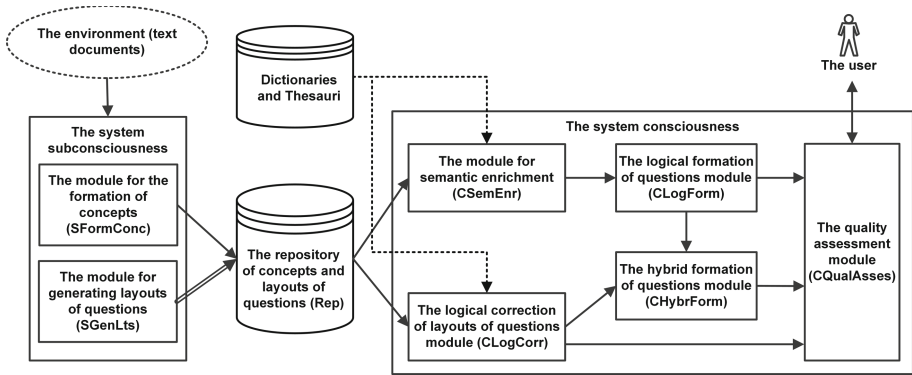 The environment (text
documents)
The system
subconsciousness
The module for the
formation of
concepts
(SFormConc)
The module for
generating layouts
of questions
(SGenLts)
Dictionaries
and Thesauri
The repository
of concepts and
layouts of
questions (Rep)
The user
The system consciousness
The module for
semantic enrichment
(CSemEnr)
The logical formation
of questions module
(CLogForm)
The hybrid formation
of questions module
(CHybrForm)
The logical correction
of layouts of questions
module (CLogCorr)
The quality
assessment
module
(CQualAsses)